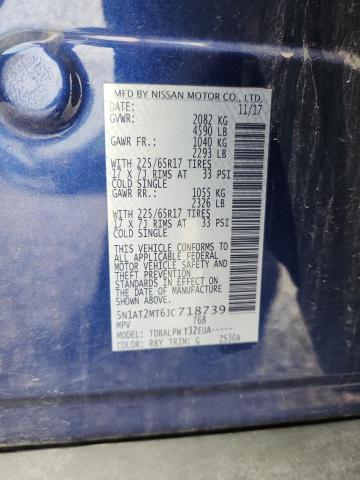 MFD BY NISSAN MOTOR CO., LTD.
DATE: 11/17
GVWR: 2082 KG
4590 LB
GAWR FR.: 1040 KG
2293 LB
WITH 225/65R17 TIRES
17 X 7J RIMS AT 33 PSI
COLD SINGLE
GAWR RR.: 1055 KG
2326 LB
WITH 225/65R17 TIRES
17 X 7J RIMS AT 33 PSI
COLD SINGLE
THIS VEHICLE CONFORMS TO
ALL APPLICABLE FEDERAL
MOTOR VEHICLE SAFETY AND
THEFT PREVENTION
STANDARDS IN EFFECT ON
THE DATE OF MANUFACTURE
SHOWN ABOVE
5N1AT2MT6JC718739
MPV 768
MODEL: TDBALPW T32EUA-----
COLOR: RBY TRIM: G 2530A